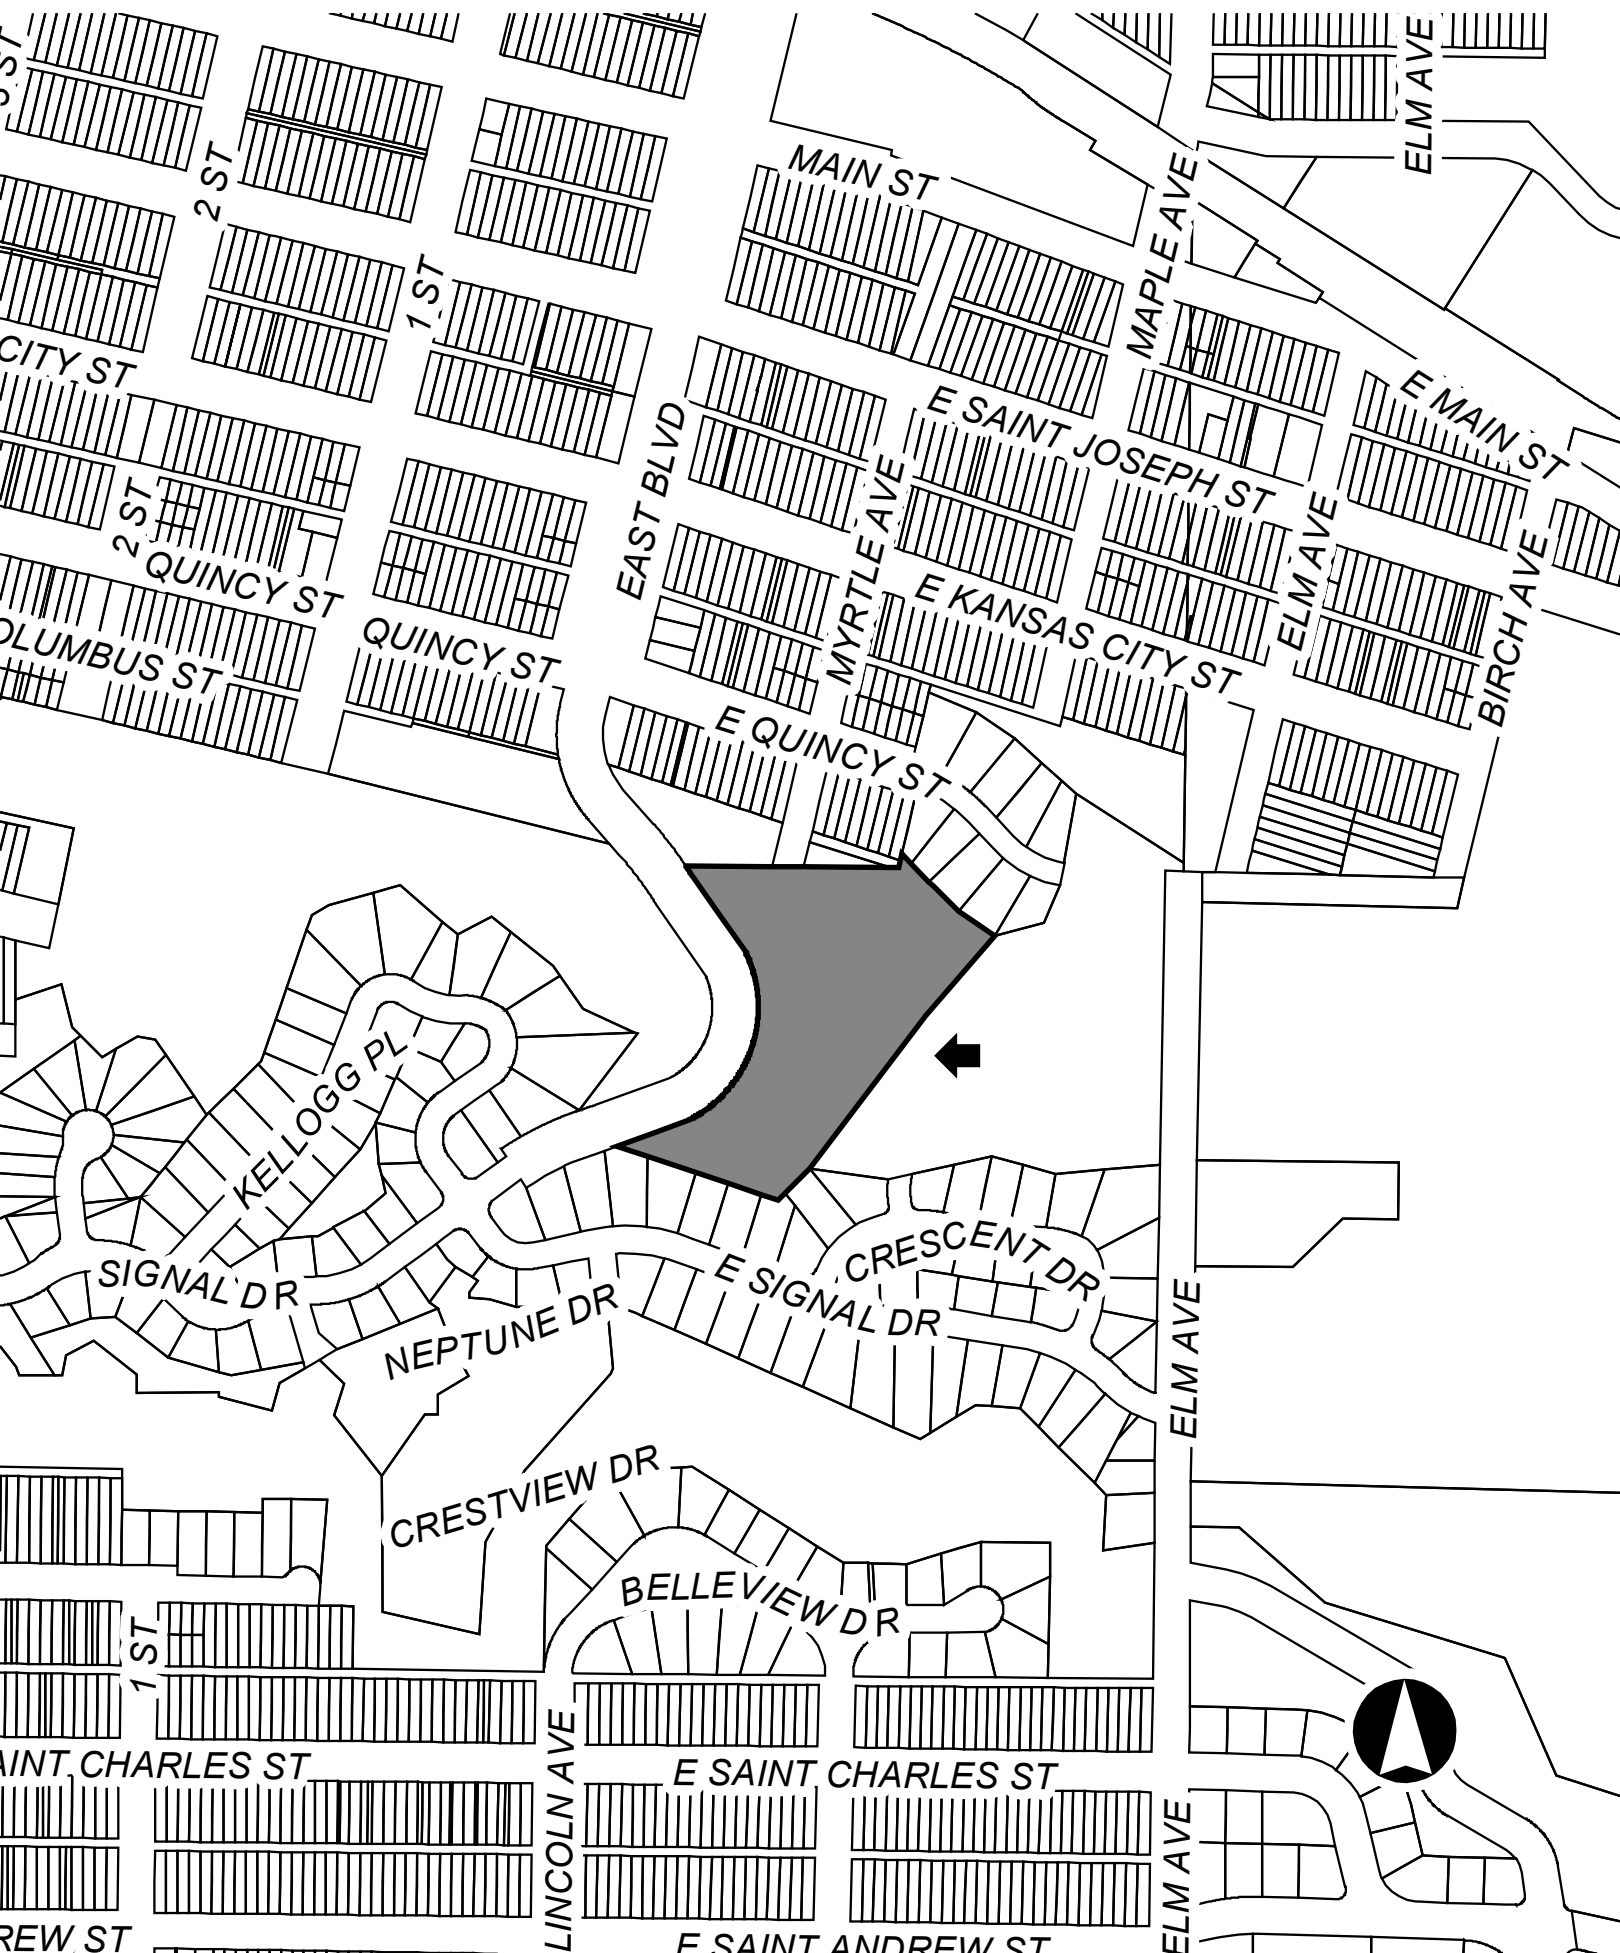 ELM AVE
MAIN ST
2 ST
MAPLE AVE
1 ST
CITY ST
E MAIN ST
E SAINT JOSEPH ST
EAST BLVD
MYRTLE AVE
2 ST
ELM AVE
BIRCH AVE
QUINCY ST
E KANSAS CITY ST
OLUMBUS ST
QUINCY ST
E QUINCY ST
KELLOGG PL
CRESCENT DR
SIGNAL DR
E SIGNAL DR
NEPTUNE DR
ELM AVE
CRESTVIEW DR
BELLEVIEW DR
1 ST
AINT CHARLES ST
LINCOLN AVE
E SAINT CHARLES ST
ELM AVE
REW ST
E SAINT ANDREW ST